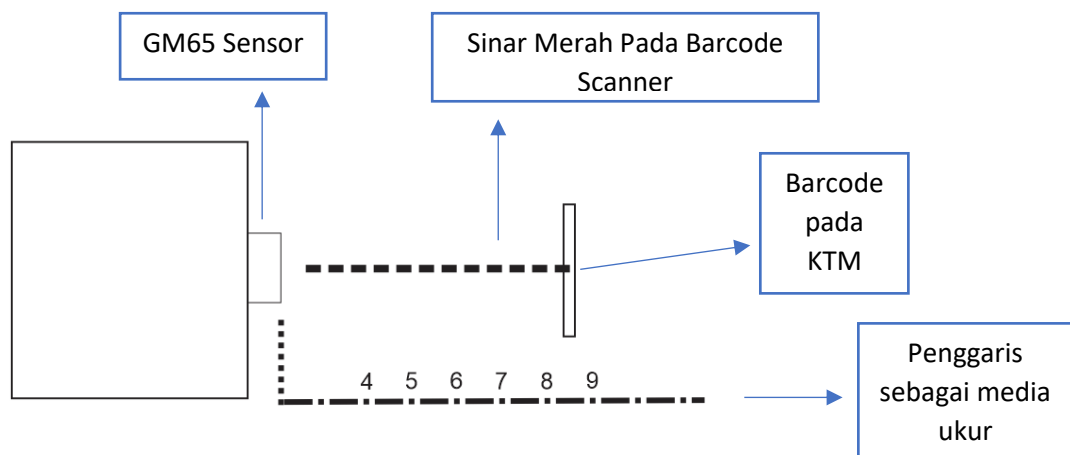 GM65 Sensor
Sinar Merah Pada Barcode
Scanner
Barcode
pada
KTM
4 5 6 7 8 9
Penggaris
sebagai media
ukur